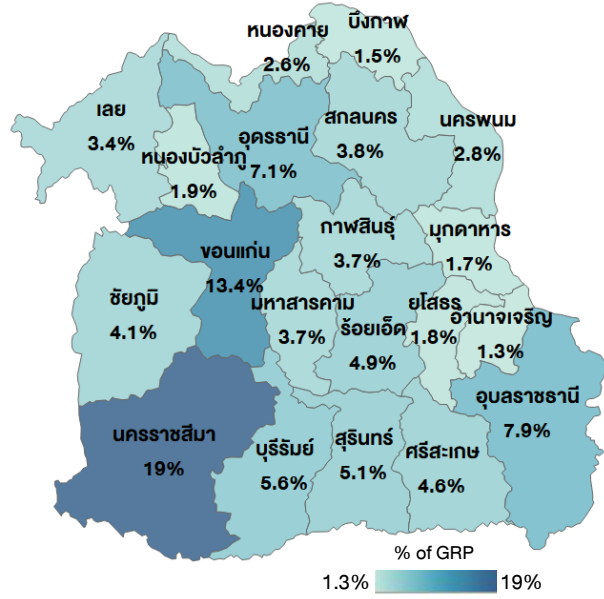 หนองคาย
2.6%
บึงกาฬ
1.5%
เลย
3.4%
หนองบัวลำภู
1.9%
อุดรธานี
7.1%
สกลนคร
3.8%
นครพนม
2.8%
ขอนแก่น
13.4%
กาฬสินธุ์
3.7%
มุกดาหาร
1.7%
ชัยภูมิ
4.1%
มหาสารคาม
3.7%
ร้อยเอ็ด
4.9%
ยโสธร
1.8%
อำนาจเจริญ
1.3%
อุบลราชธานี
7.9%
นครราชสีมา
19%
บุรีรัมย์
5.6%
สุรินทร์
5.1%
ศรีสะเกษ
4.6%
% of GRP
1.3% 19%